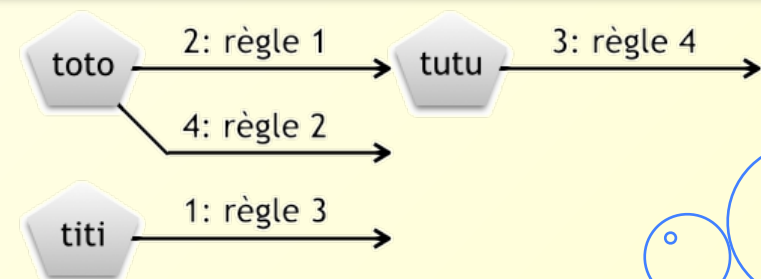 toto 2: règle 1 tutu 3: règle 4
4: règle 2
titi 1: règle 3